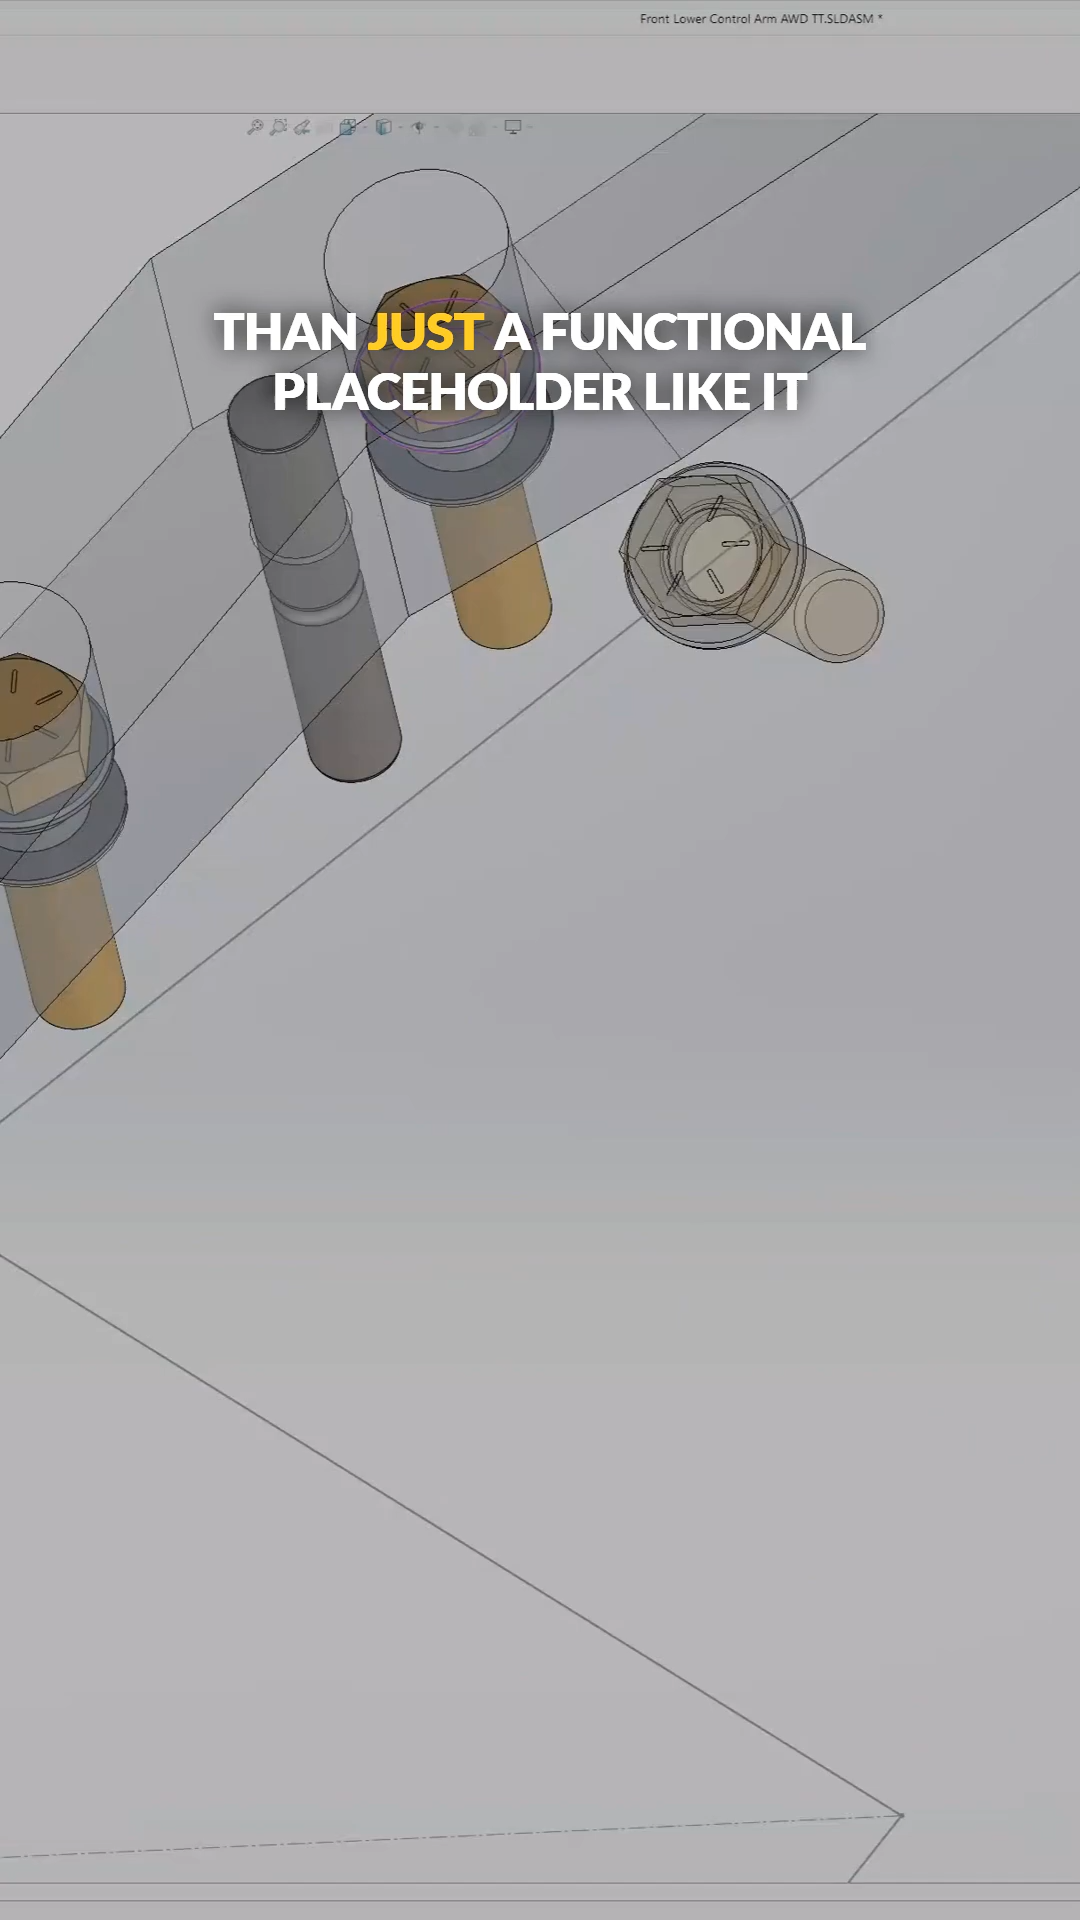 Front Lower Control Arm AWD TT.SLDASM *
THAN JUST A FUNCTIONAL
PLACEHOLDER LIKE IT